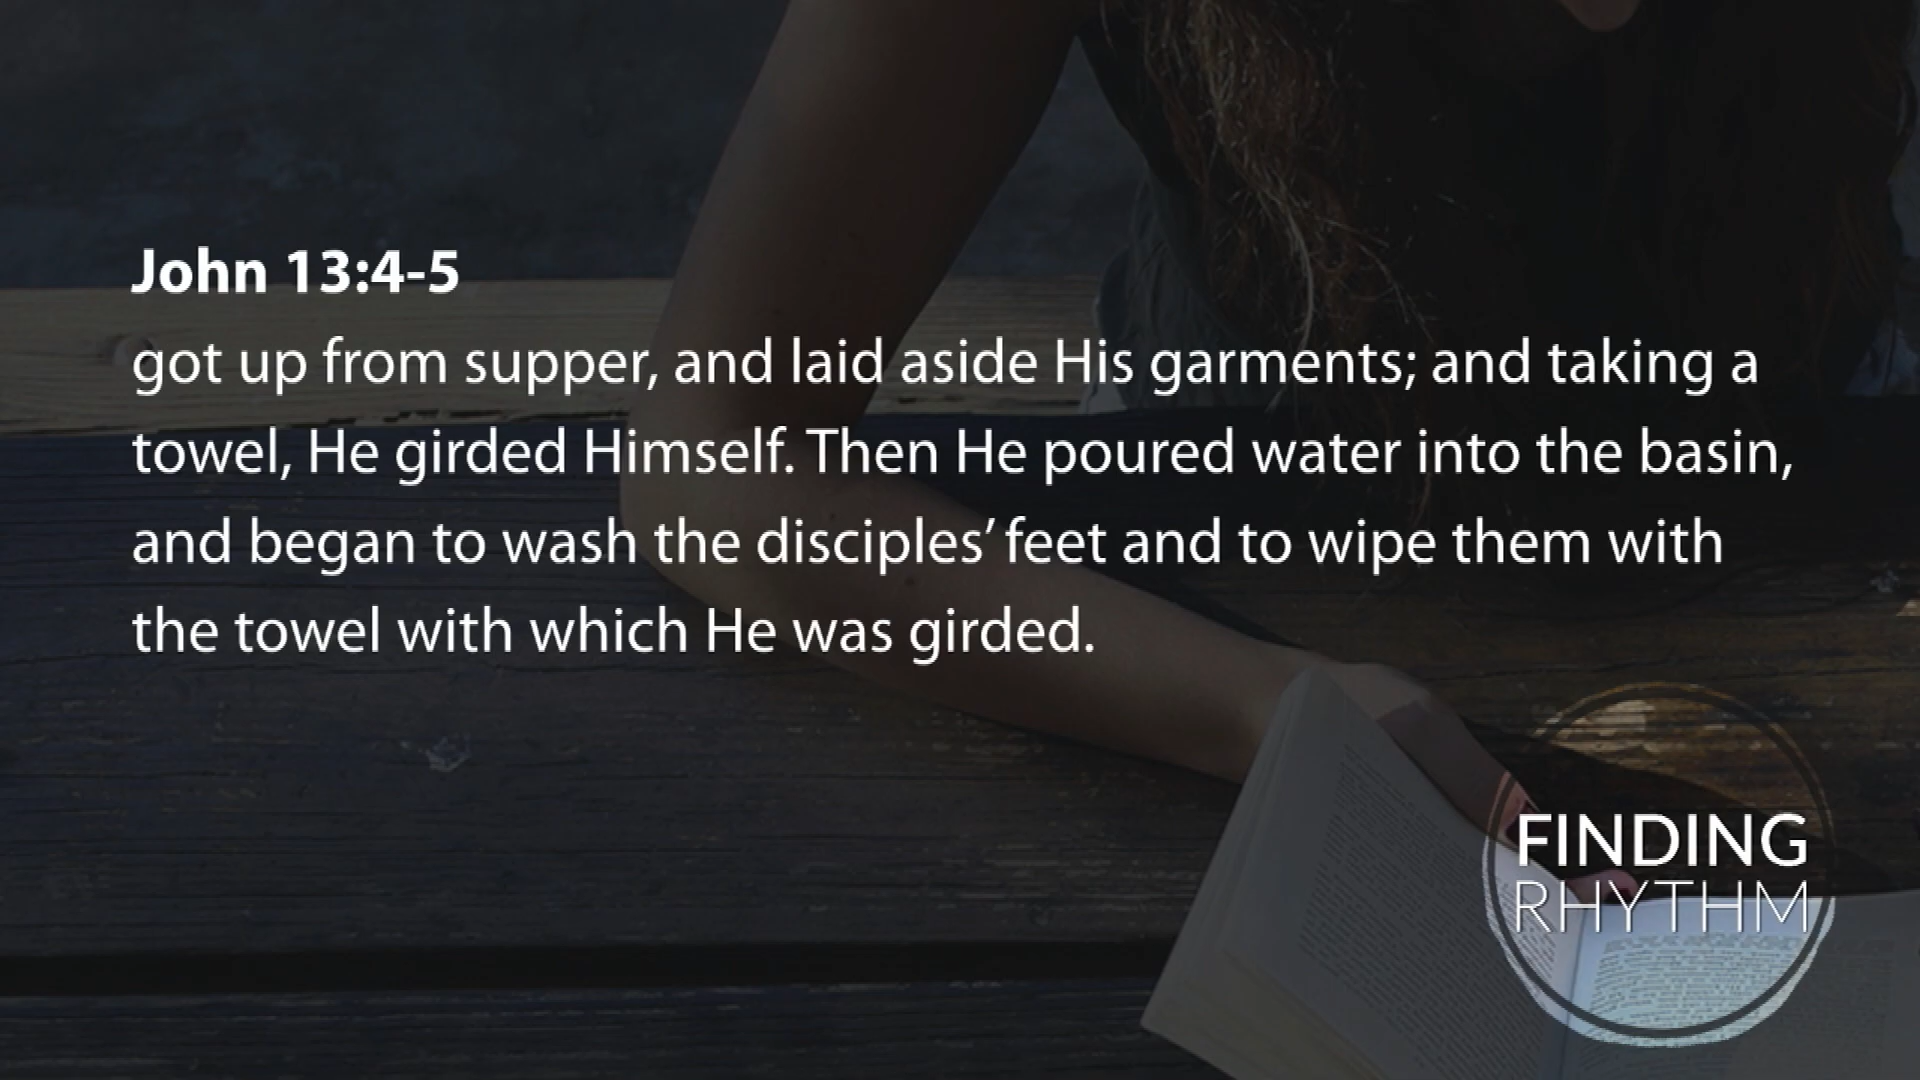 John 13:4-5
got up from supper, and laid aside His garments; and taking a
towel, He girded Himself. Then He poured water into the basin,
and began to wash the disciples’ feet and to wipe them with
the towel with which He was girded.
FINDING
RHYTHM